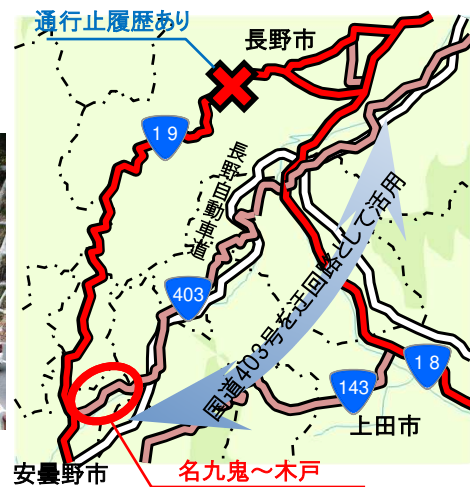 通行止履歴あり
長野市
19
長野自動車道
403
国道403号を迂回路として活用
18
143
上田市
安曇野市
名九鬼～木戸